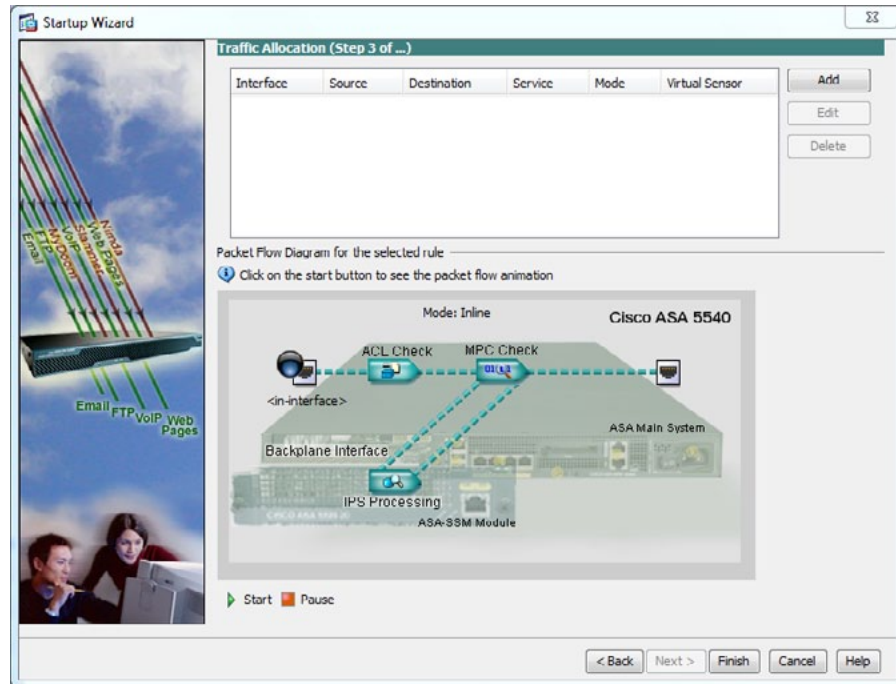 Startup Wizard
Traffic Allocation (Step 3 of ...)
Interface Source Destination Service Mode Virtual Sensor
Add
Edit
Delete
Nimda
Web Pages
Slammer
VoIP
MyDoom
FTP
Email
Email FTP VoIP Web Pages
Packet Flow Diagram for the selected rule
Click on the start button to see the packet flow animation
Mode: Inline
Cisco ASA 5540
ACL Check
MPC Check
<in-interface>
ASA Main System
Backplane Interface
IPS Processing
ASA-SSM Module
Start
Pause
< Back
Next >
Finish
Cancel
Help